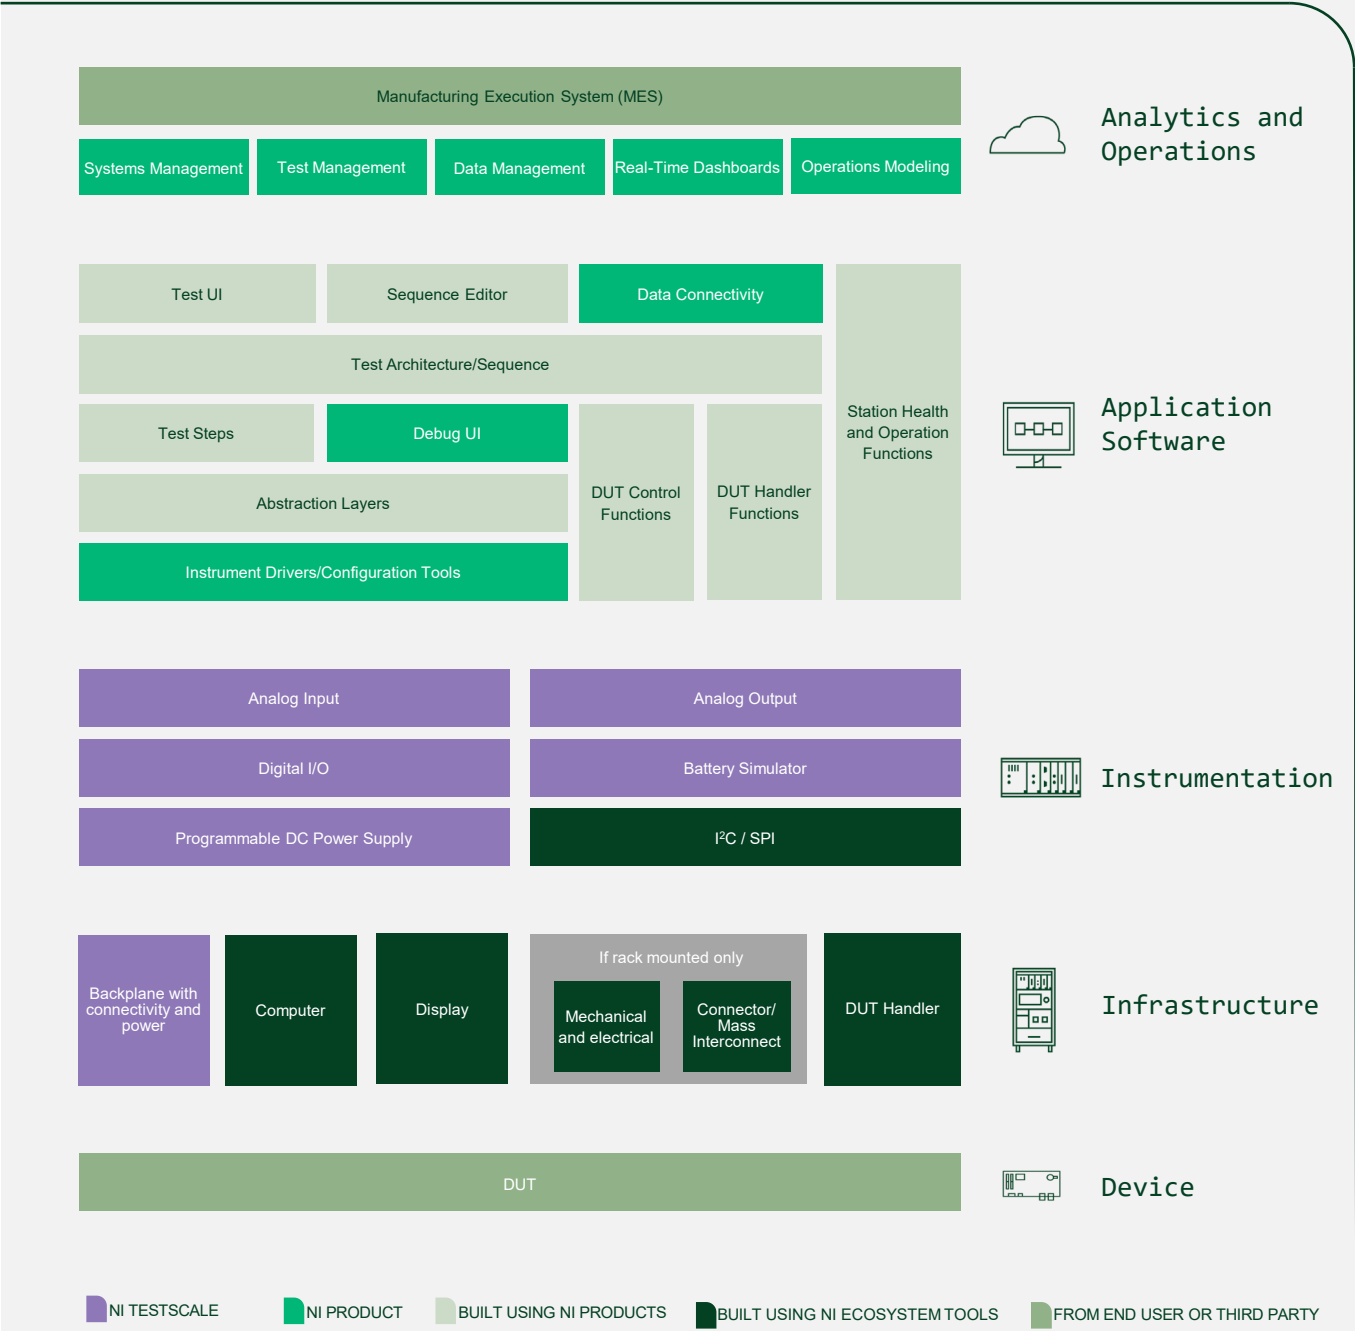 Manufacturing Execution System (MES)
Analytics and
Operations
Systems Management
Test Management
Data Management
Real-Time Dashboards
Operations Modeling
Test UI
Sequence Editor
Data Connectivity
Test Architecture/Sequence
Test Steps
Debug UI
Abstraction Layers
Instrument Drivers/Configuration Tools
DUT Control
Functions
DUT Handler
Functions
Station Health
and Operation
Functions
Application
Software
Analog Input
Analog Output
Digital I/O
Battery Simulator
Programmable DC Power Supply
I²C / SPI
Instrumentation
Backplane with
connectivity and
power
Computer
Display
If rack mounted only
Mechanical
and electrical
Connector/
Mass
Interconnect
DUT Handler
Infrastructure
DUT
Device
NI TESTSCALE
NI PRODUCT
BUILT USING NI PRODUCTS
BUILT USING NI ECOSYSTEM TOOLS
FROM END USER OR THIRD PARTY